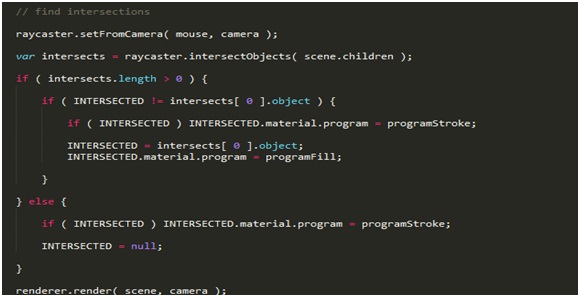 // find intersections
raycaster.setFromCamera( mouse, camera );
var intersects = raycaster.intersectObjects( scene.children );
if ( intersects.length > 0 ) {
if ( INTERSECTED != intersects[ 0 ].object ) {
if ( INTERSECTED ) INTERSECTED.material.program = programStroke;
INTERSECTED = intersects[ 0 ].object;
INTERSECTED.material.program = programFill;
}
} else {
if ( INTERSECTED ) INTERSECTED.material.program = programStroke;
INTERSECTED = null;
}
renderer.render( scene, camera );